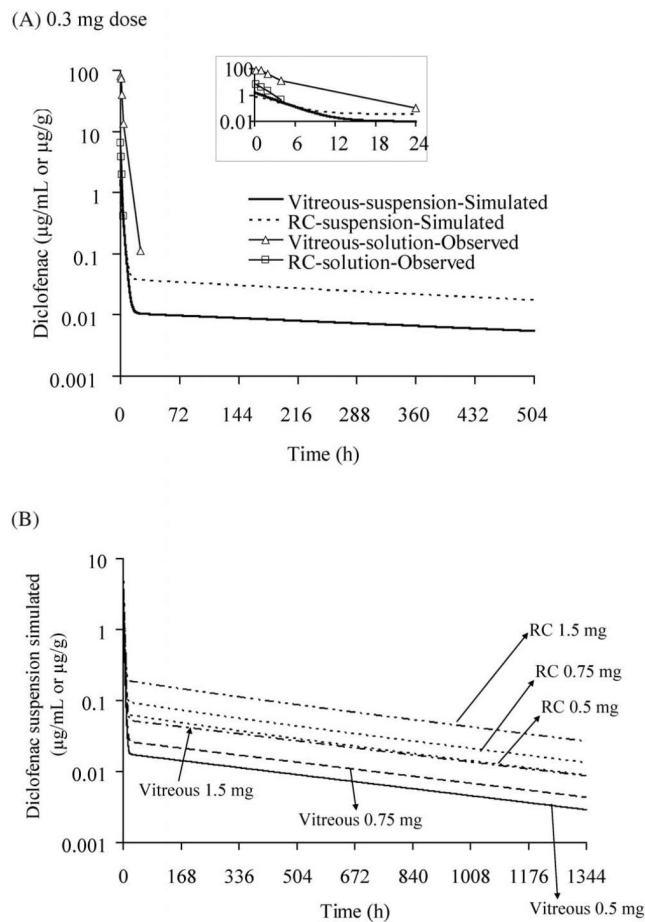 (A) 0.3 mg dose
Diclofenac (µg/mL or µg/g)
100
10
1
0.1
0.01
0.001
100
1
0.01
0 6 12 18 24
Vitreous-suspension-Simulated
RC-suspension-Simulated
Vitreous-solution-Observed
RC-solution-Observed
0 72 144 216 288 360 432 504
Time (h)
(B)
Diclofenac suspension simulated
(µg/mL or µg/g)
10
1
0.1
0.01
0.001
RC 1.5 mg
RC 0.75 mg
RC 0.5 mg
Vitreous 1.5 mg
Vitreous 0.75 mg
Vitreous 0.5 mg
0 168 336 504 672 840 1008 1176 1344
Time (h)